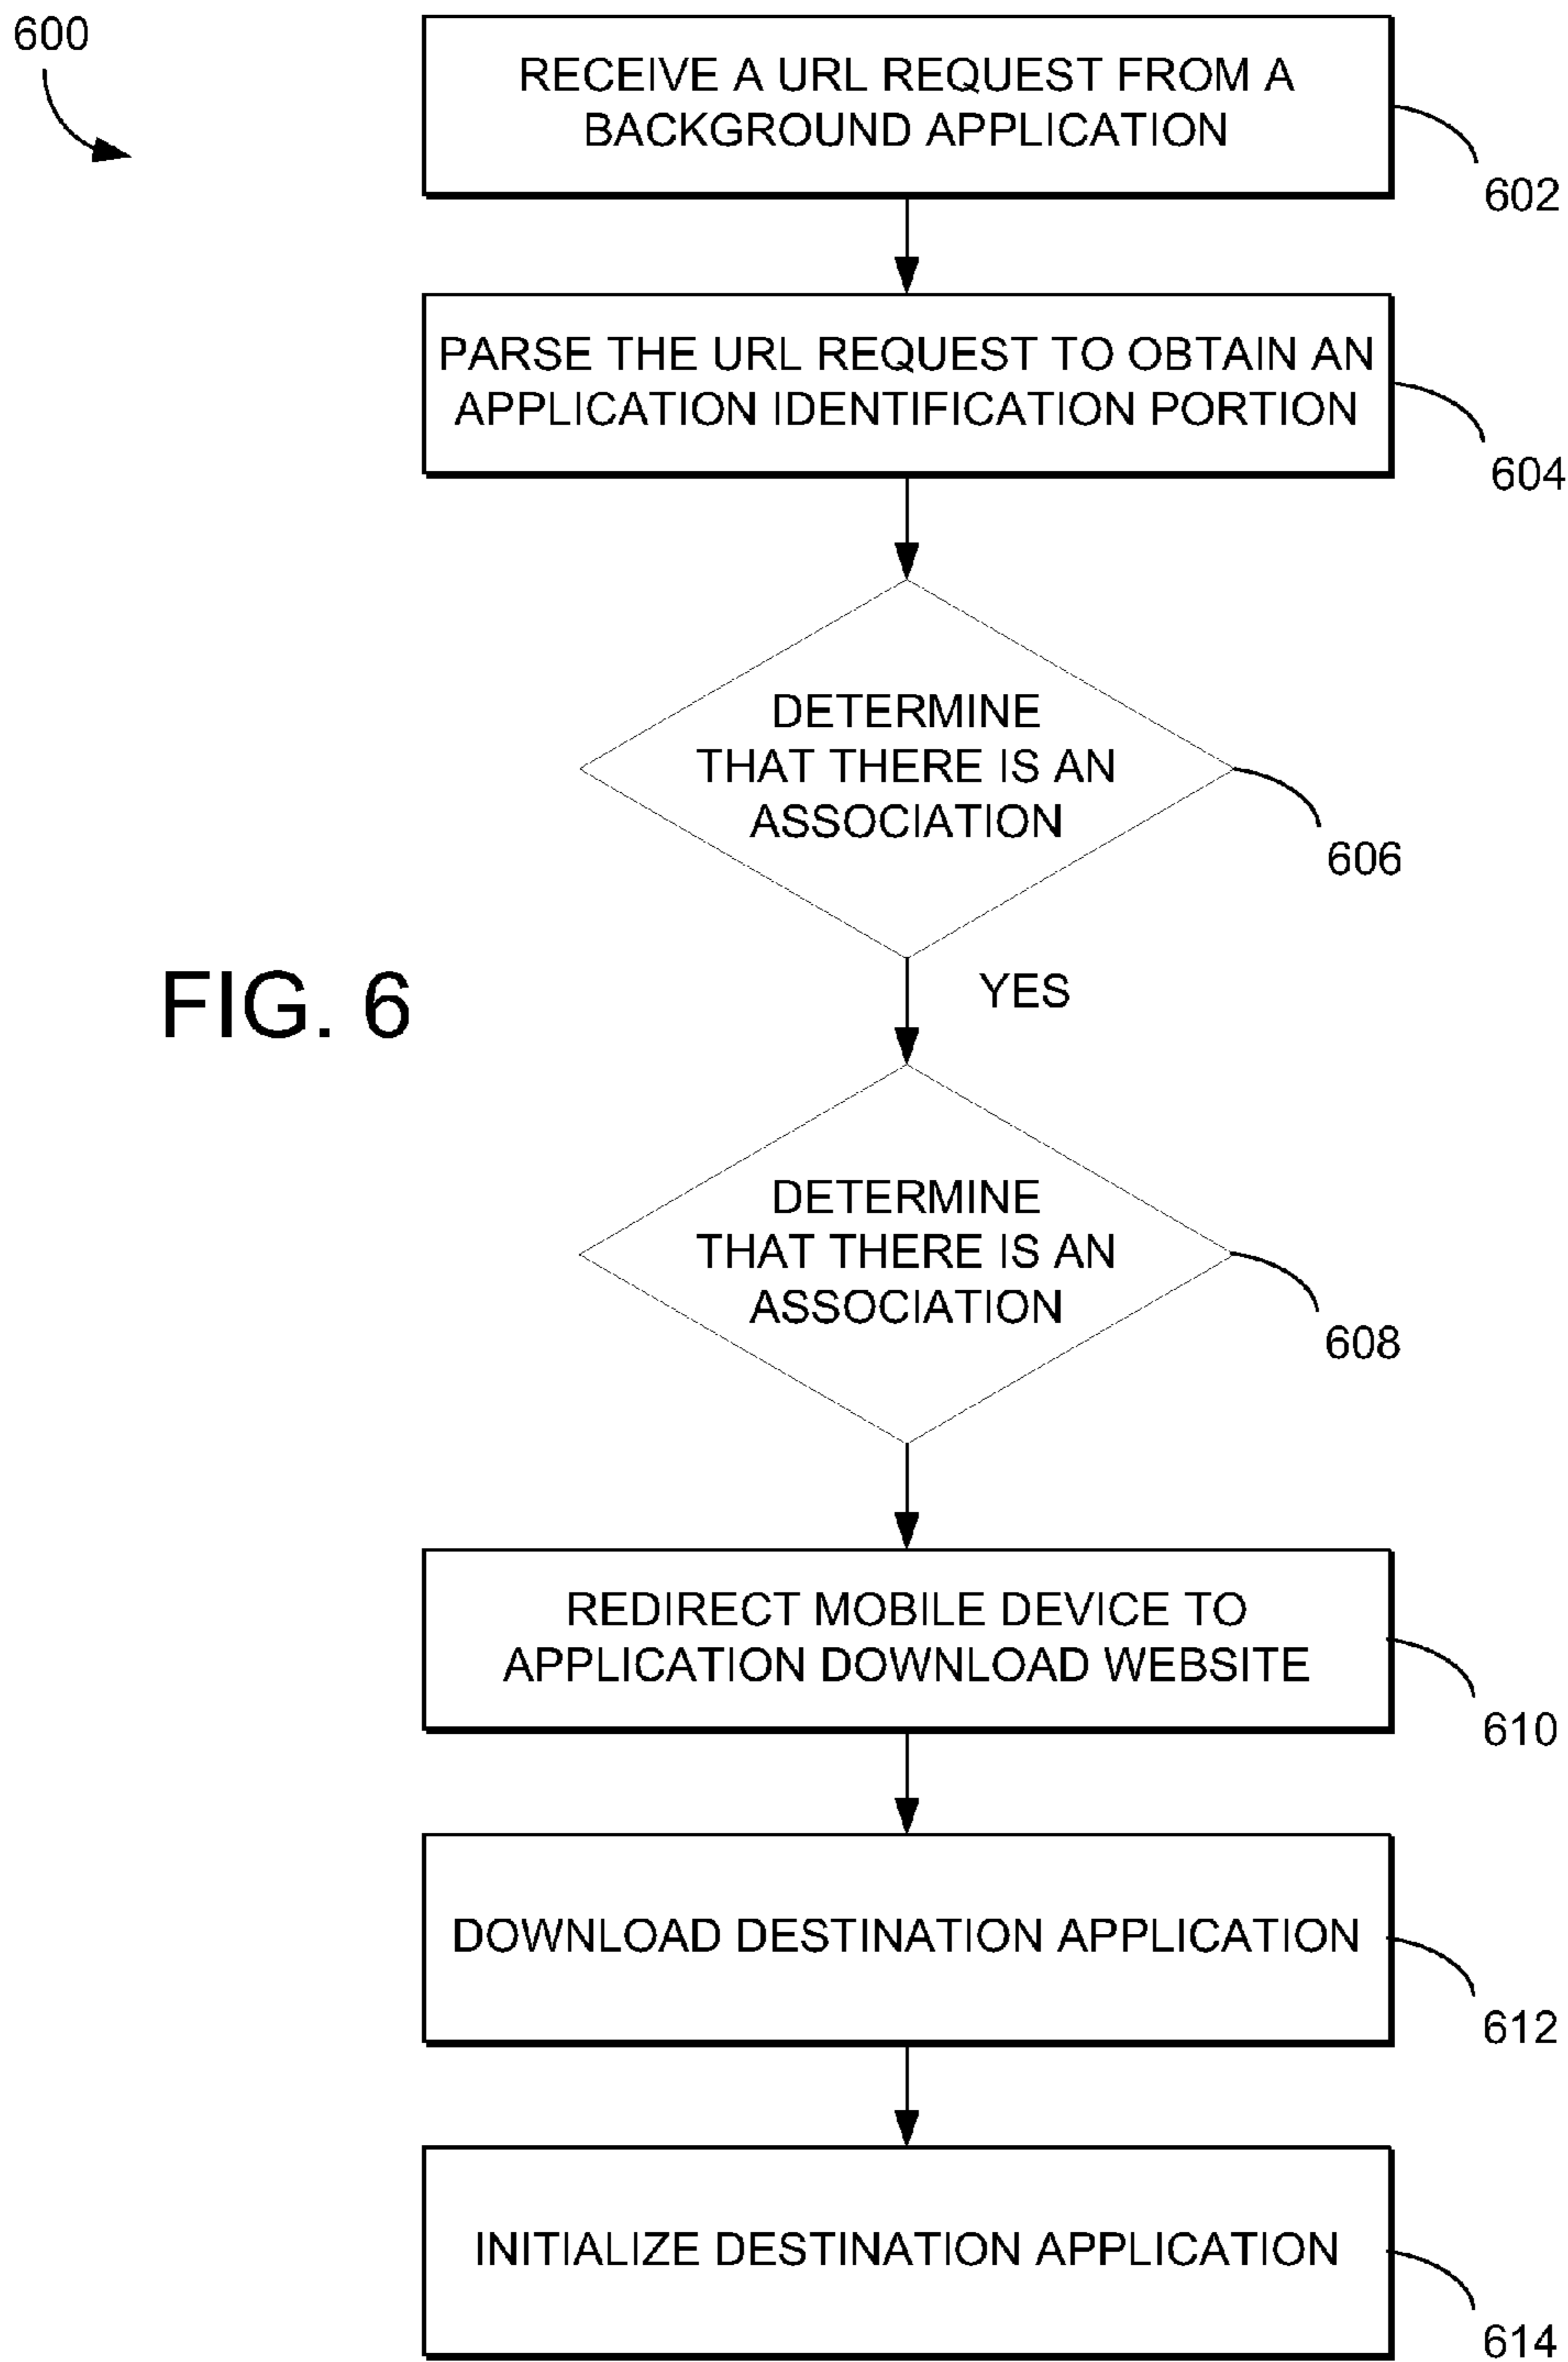 600
RECEIVE A URL REQUEST FROM A
BACKGROUND APPLICATION
602
PARSE THE URL REQUEST TO OBTAIN AN
APPLICATION IDENTIFICATION PORTION
604
DETERMINE
THAT THERE IS AN
ASSOCIATION
606
FIG. 6
YES
DETERMINE
THAT THERE IS AN
ASSOCIATION
608
REDIRECT MOBILE DEVICE TO
APPLICATION DOWNLOAD WEBSITE
610
DOWNLOAD DESTINATION APPLICATION
612
INITIALIZE DESTINATION APPLICATION
614